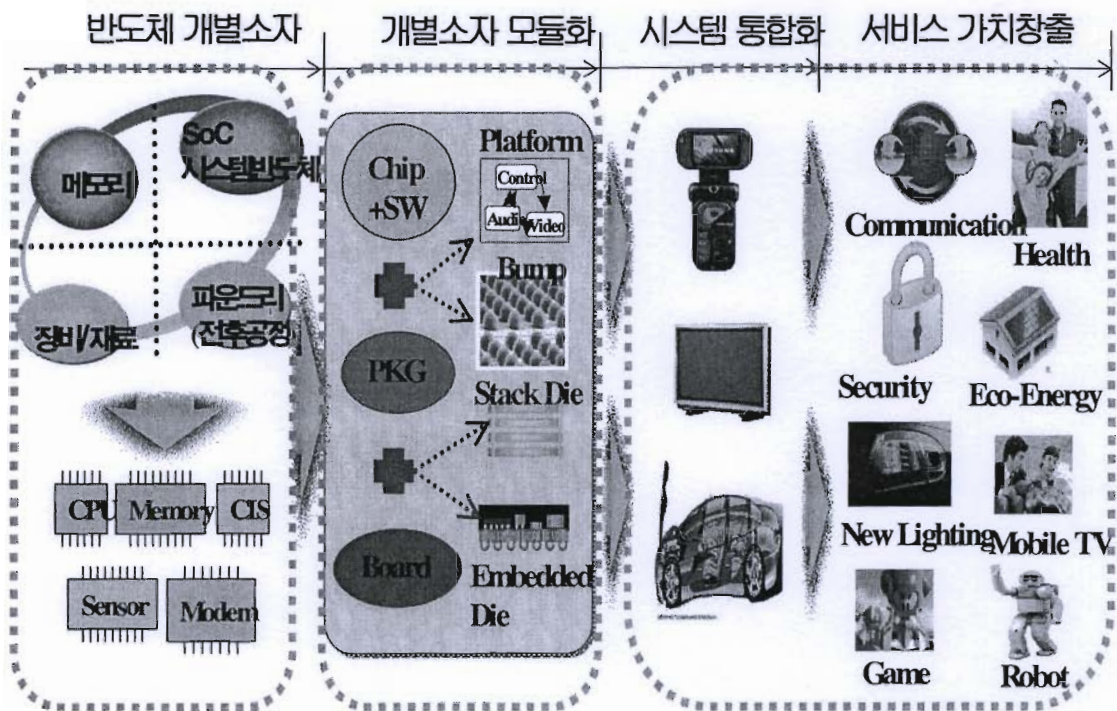 반도체 개별소자
개별소자 모듈화
시스템 통합화
서비스 가치창출
메모리
SoC
시스템반도체
장비/재료
파운드리
(전후공정)
CPU
Memory
CIS
Sensor
Modem
Chip
+SW
PKG
Board
Platform
Control
Audio
Video
Bump
Stack Die
Embedded
Die
Communication
Health
Security
Eco-Energy
New Lighting
Mobile TV
Game
Robot